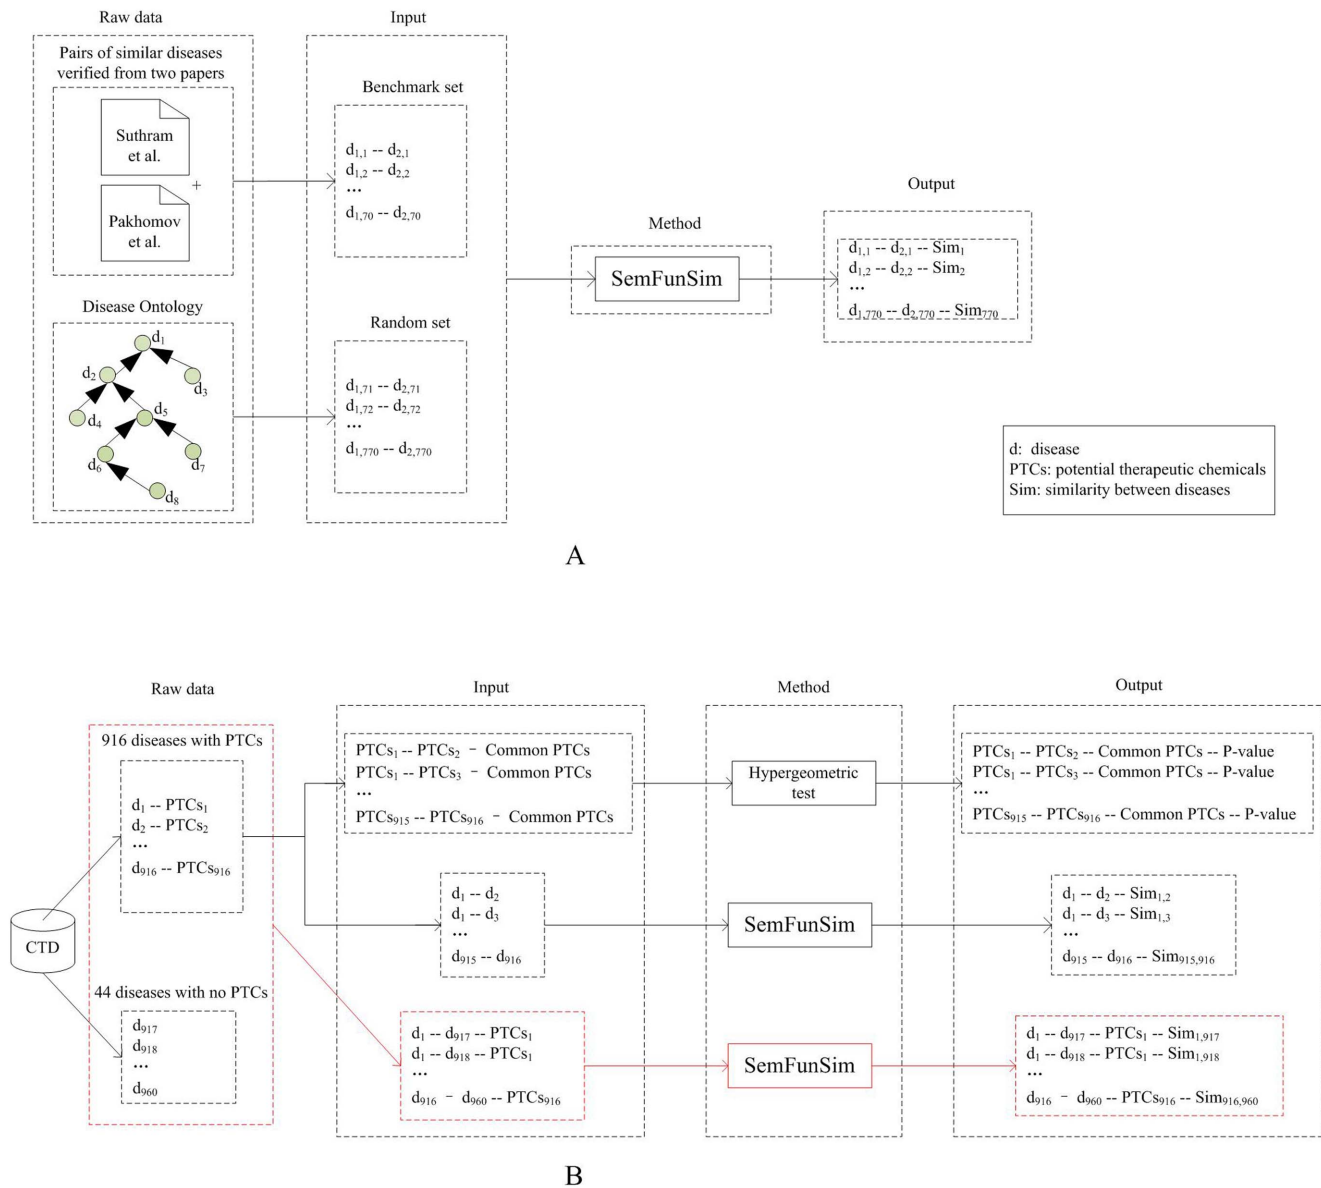 Raw data
Input
Pairs of similar diseases
verified from two papers
Suthram
et al.
+
Pakhomov
et al.
Benchmark set
d1,1 -- d2,1
d1,2 -- d2,2
...
d1,70 -- d2,70
Method
SemFunSim
Output
d1,1 -- d2,1 -- Sim1
d1,2 -- d2,2 -- Sim2
...
d1,770 -- d2,770 -- Sim770
Disease Ontology
d1
d2
d3
d4
d5
d6
d7
d8
Random set
d1,71 -- d2,71
d1,72 -- d2,72
...
d1,770 -- d2,770
d: disease
PTCs: potential therapeutic chemicals
Sim: similarity between diseases
A
Raw data
Input
Method
Output
916 diseases with PTCs
d1 -- PTCs1
d2 -- PTCs2
...
d916 -- PTCs916
CTD
44 diseases with no PTCs
d917
d918
...
d960
PTCs1 -- PTCs2 - Common PTCs
PTCs1 -- PTCs3 - Common PTCs
...
PTCs915 -- PTCs916 - Common PTCs
Hypergeometric
test
PTCs1 -- PTCs2 -- Common PTCs -- P-value
PTCs1 -- PTCs3 -- Common PTCs -- P-value
...
PTCs915 -- PTCs916 -- Common PTCs -- P-value
d1 -- d2
d1 -- d3
...
d915 -- d916
SemFunSim
d1 -- d2 -- Sim1,2
d1 -- d3 -- Sim1,3
...
d915 -- d916 -- Sim915,916
d1 -- d917 -- PTCs1
d1 -- d918 -- PTCs1
...
d916 - d960 -- PTCs916
SemFunSim
d1 -- d917 -- PTCs1 -- Sim1,917
d1 -- d918 -- PTCs1 -- Sim1,918
...
d916 - d960 -- PTCs916 -- Sim916,960
B